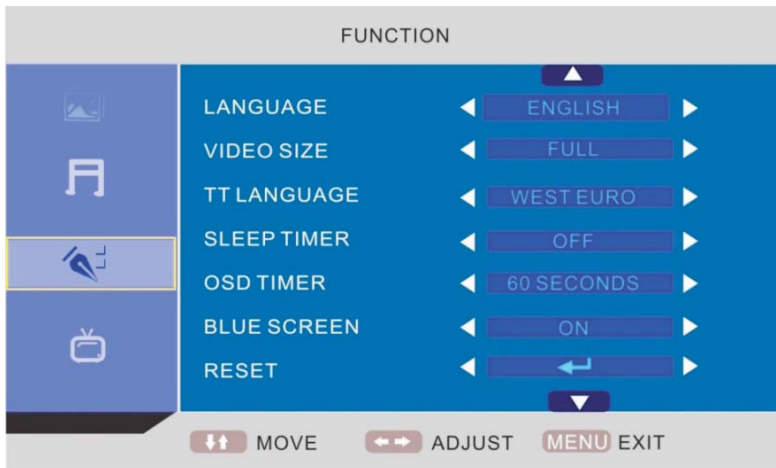 FUNCTION
LANGUAGE ENGLISH
VIDEO SIZE FULL
TT LANGUAGE WEST EURO
SLEEP TIMER OFF
OSD TIMER 60 SECONDS
BLUE SCREEN ON
RESET
MOVE ADJUST MENU EXIT